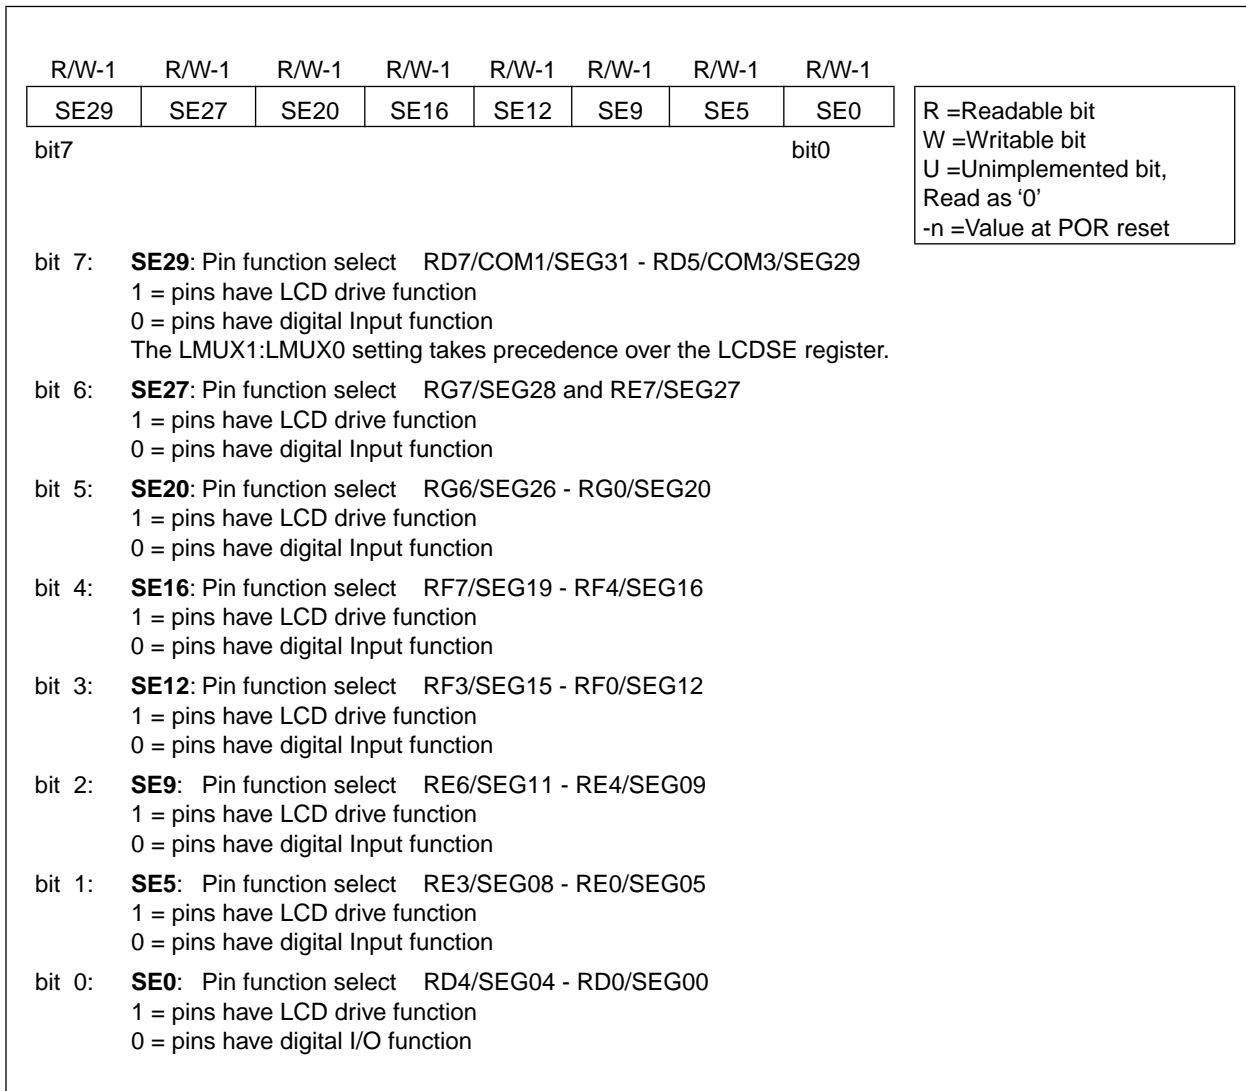 R/W-1 R/W-1 R/W-1 R/W-1 R/W-1 R/W-1 R/W-1 R/W-1
SE29 SE27 SE20 SE16 SE12 SE9 SE5 SE0
bit7 bit0
R =Readable bit
W =Writable bit
U =Unimplemented bit,
Read as ‘0’
-n =Value at POR reset
bit 7: SE29: Pin function select RD7/COM1/SEG31 - RD5/COM3/SEG29
1 = pins have LCD drive function
0 = pins have digital Input function
The LMUX1:LMUX0 setting takes precedence over the LCDSE register.
bit 6: SE27: Pin function select RG7/SEG28 and RE7/SEG27
1 = pins have LCD drive function
0 = pins have digital Input function
bit 5: SE20: Pin function select RG6/SEG26 - RG0/SEG20
1 = pins have LCD drive function
0 = pins have digital Input function
bit 4: SE16: Pin function select RF7/SEG19 - RF4/SEG16
1 = pins have LCD drive function
0 = pins have digital Input function
bit 3: SE12: Pin function select RF3/SEG15 - RF0/SEG12
1 = pins have LCD drive function
0 = pins have digital Input function
bit 2: SE9: Pin function select RE6/SEG11 - RE4/SEG09
1 = pins have LCD drive function
0 = pins have digital Input function
bit 1: SE5: Pin function select RE3/SEG08 - RE0/SEG05
1 = pins have LCD drive function
0 = pins have digital Input function
bit 0: SE0: Pin function select RD4/SEG04 - RD0/SEG00
1 = pins have LCD drive function
0 = pins have digital I/O function